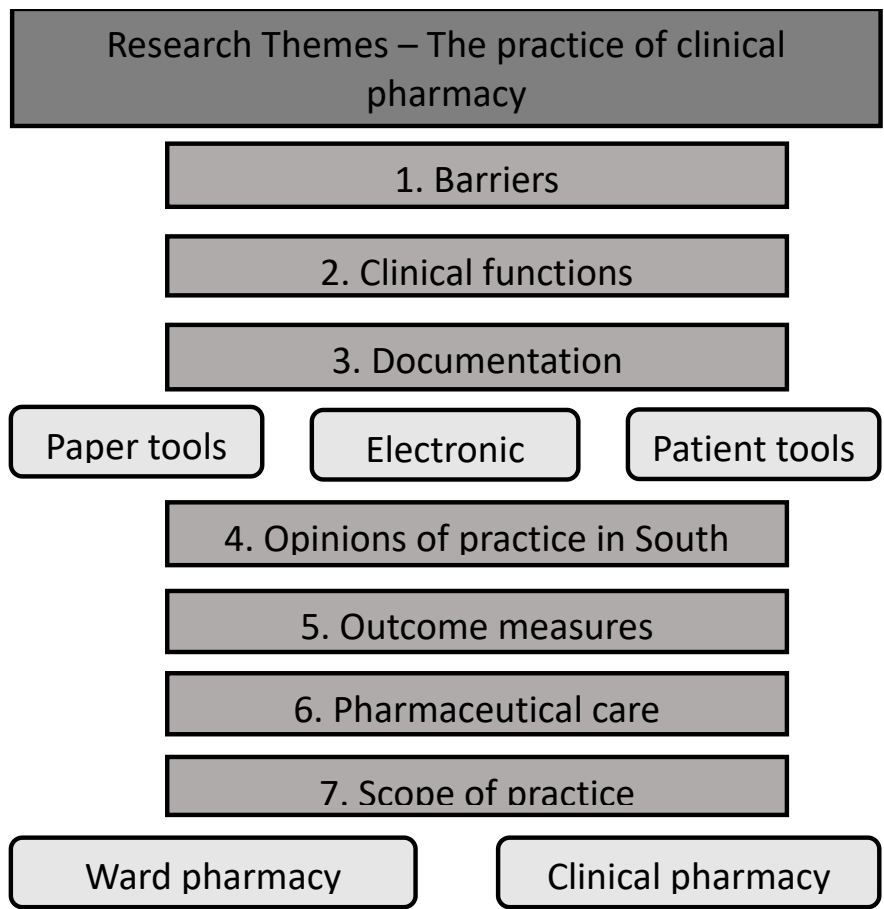 Research Themes – The practice of clinical
pharmacy
1. Barriers
2. Clinical functions
3. Documentation
Paper tools
Electronic
Patient tools
4. Opinions of practice in South
5. Outcome measures
6. Pharmaceutical care
7. Scope of practice
Ward pharmacy
Clinical pharmacy